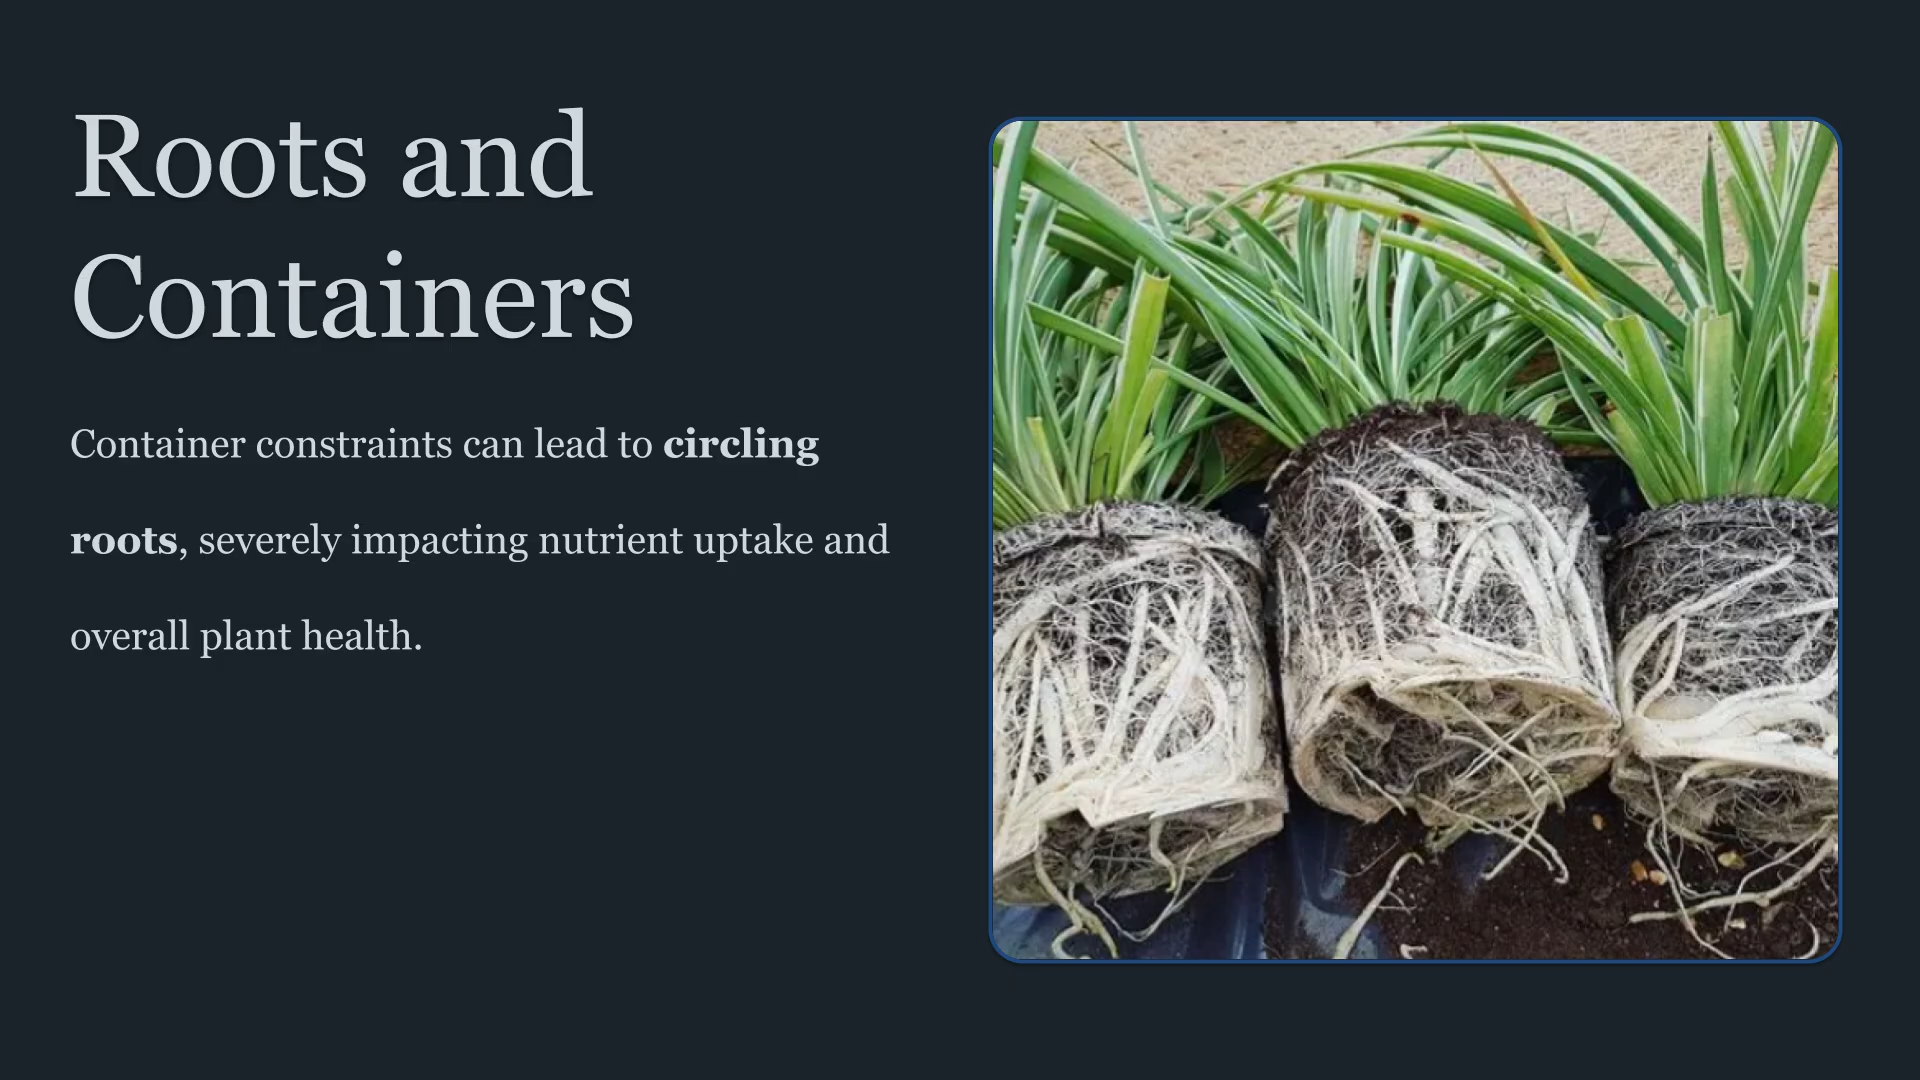 Roots and
Containers
Container constraints can lead to circling
roots, severely impacting nutrient uptake and
overall plant health.